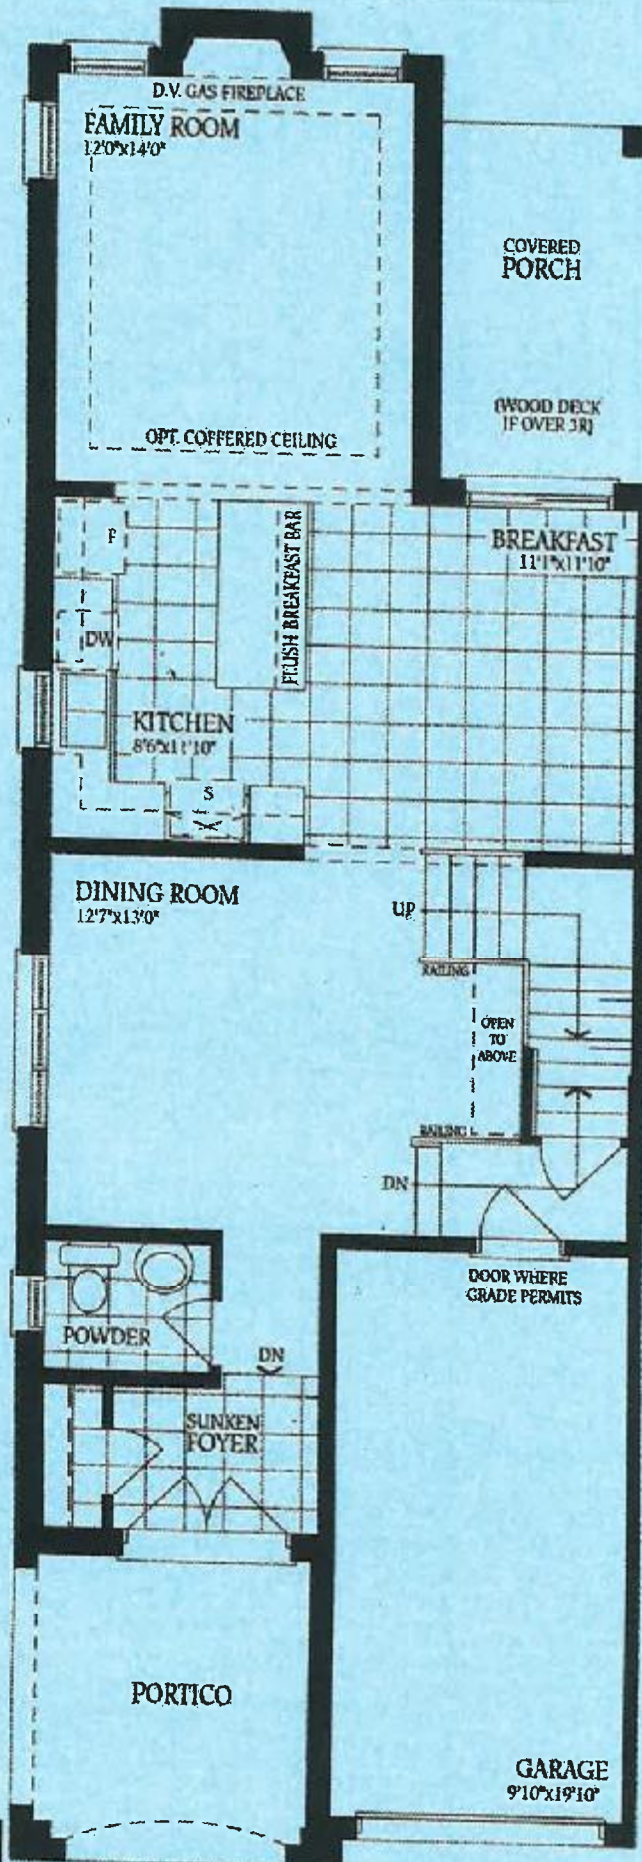 D.V. GAS FIREPLACE
FAMILY ROOM
12'0"x14'0"
COVERED
PORCH
(WOOD DECK
IF OVER 3R)
OPT. COFFERED CEILING
F
FLUSH BREAKFAST BAR
BREAKFAST
11'1"x11'10"
DW
KITCHEN
8'6"x11'10"
S
DINING ROOM
12'7"x13'0"
UP
RAILING
OPEN
TO
ABOVE
RAILING
DN
DOOR WHERE
GRADE PERMITS
POWDER
DN
SUNKEN
FOYER
PORTICO
GARAGE
9'10"x19'10"